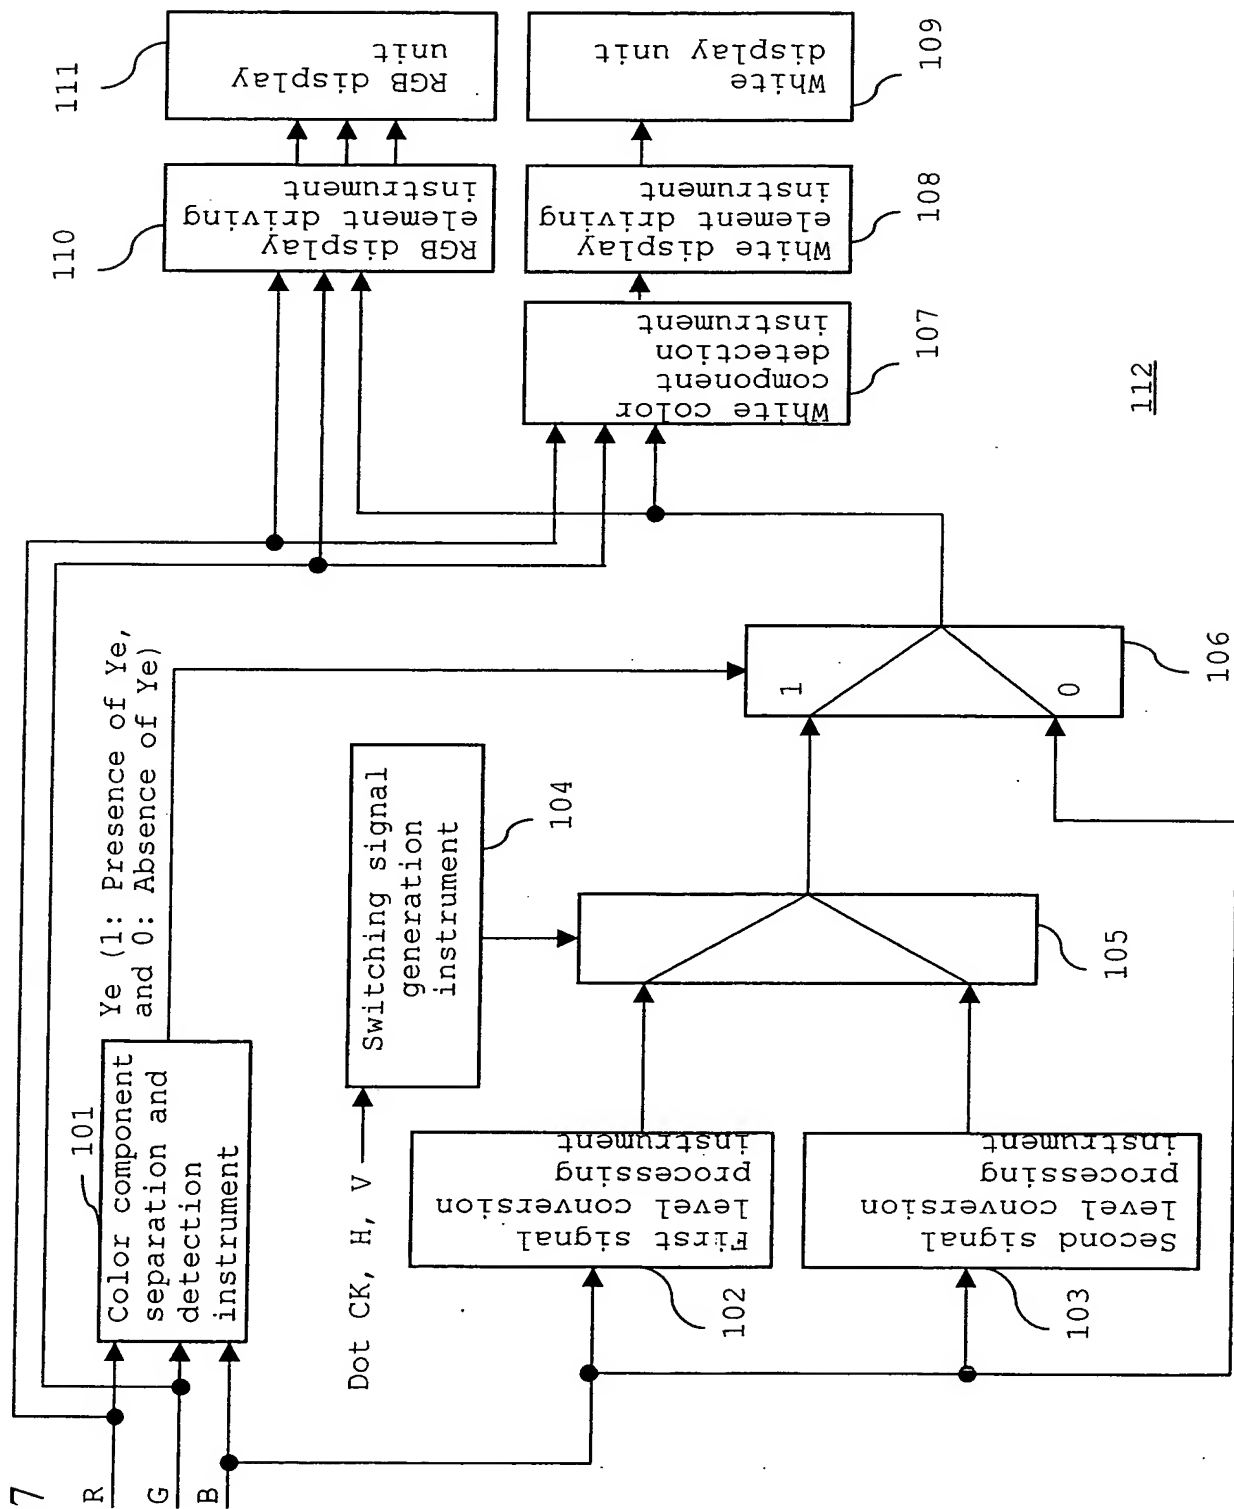 7
R
G
B
101
Color component
separation and
detection
instrument
Ye (1: Presence of Ye,
and 0: Absence of Ye)
Dot CK, H, V
Switching signal
generation
instrument
104
First signal
level conversion
processing
instrument
102
Second signal
level conversion
processing
instrument
103
105
1
0
106
White color
component
detection
instrument
107
White display
element driving
instrument
108
White
display unit
109
RGB display
element driving
instrument
110
RGB display
unit
111
112